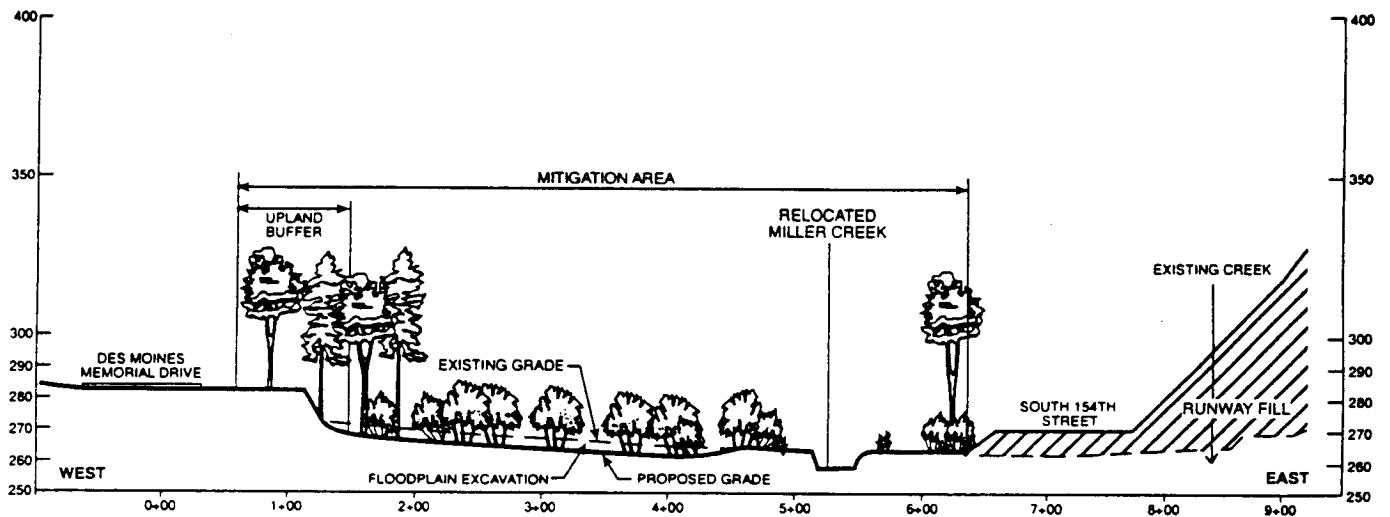 400
400
350
350
MITIGATION AREA
UPLAND
BUFFER
RELOCATED
MILLER CREEK
EXISTING CREEK
300
300
290
290
DES MOINES
MEMORIAL DRIVE
EXISTING GRADE
280
280
SOUTH 154TH
STREET
RUNWAY FILL
270
270
260
260
WEST
FLOODPLAIN EXCAVATION
PROPOSED GRADE
EAST
250
250
0+00
1+00
2+00
3+00
4+00
5+00
6+00
7+00
8+00
9+00